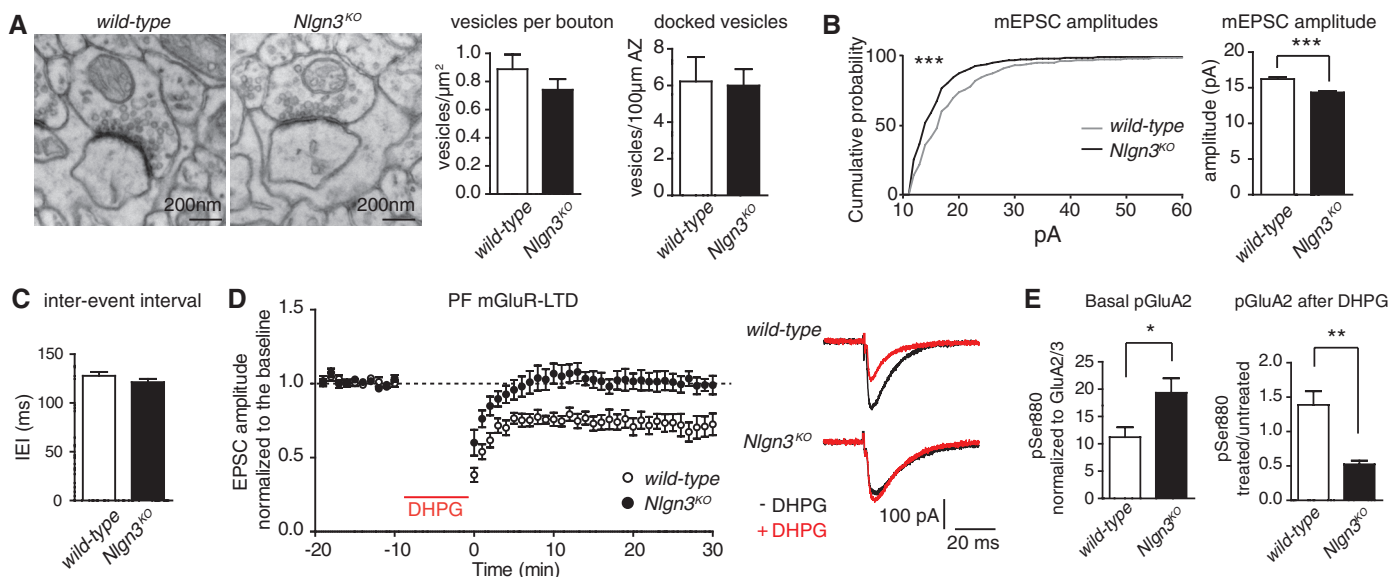 A
wild-type
Nlgn3KO
200nm
200nm
vesicles per bouton
vesicles/µm2
1.0
0.8
0.6
0.4
0.2
0.0
wild-type
Nlgn3KO
docked vesicles
vesicles/100µm AZ
8
6
4
2
0
wild-type
Nlgn3KO
B
mEPSC amplitudes
Cumulative probability
100
50
0
***
wild-type
Nlgn3KO
10
20
30
40
50
60
pA
mEPSC amplitude
***
amplitude (pA)
20
15
10
5
0
wild-type
Nlgn3KO
C
inter-event interval
IEI (ms)
150
100
50
0
wild-type
Nlgn3KO
D
PF mGluR-LTD
EPSC amplitude
normalized to the baseline
1.5
1.0
0.5
0.0
DHPG
wild-type
Nlgn3KO
-20
-10
0
10
20
30
Time (min)
wild-type
Nlgn3KO
- DHPG
+ DHPG
100 pA
20 ms
E
Basal pGluA2
*
pSer880
normalized to GluA2/3
25
20
15
10
5
0
wild-type
Nlgn3KO
pGluA2 after DHPG
**
pSer880
treated/untreated
2.0
1.5
1.0
0.5
0.0
wild-type
Nlgn3KO